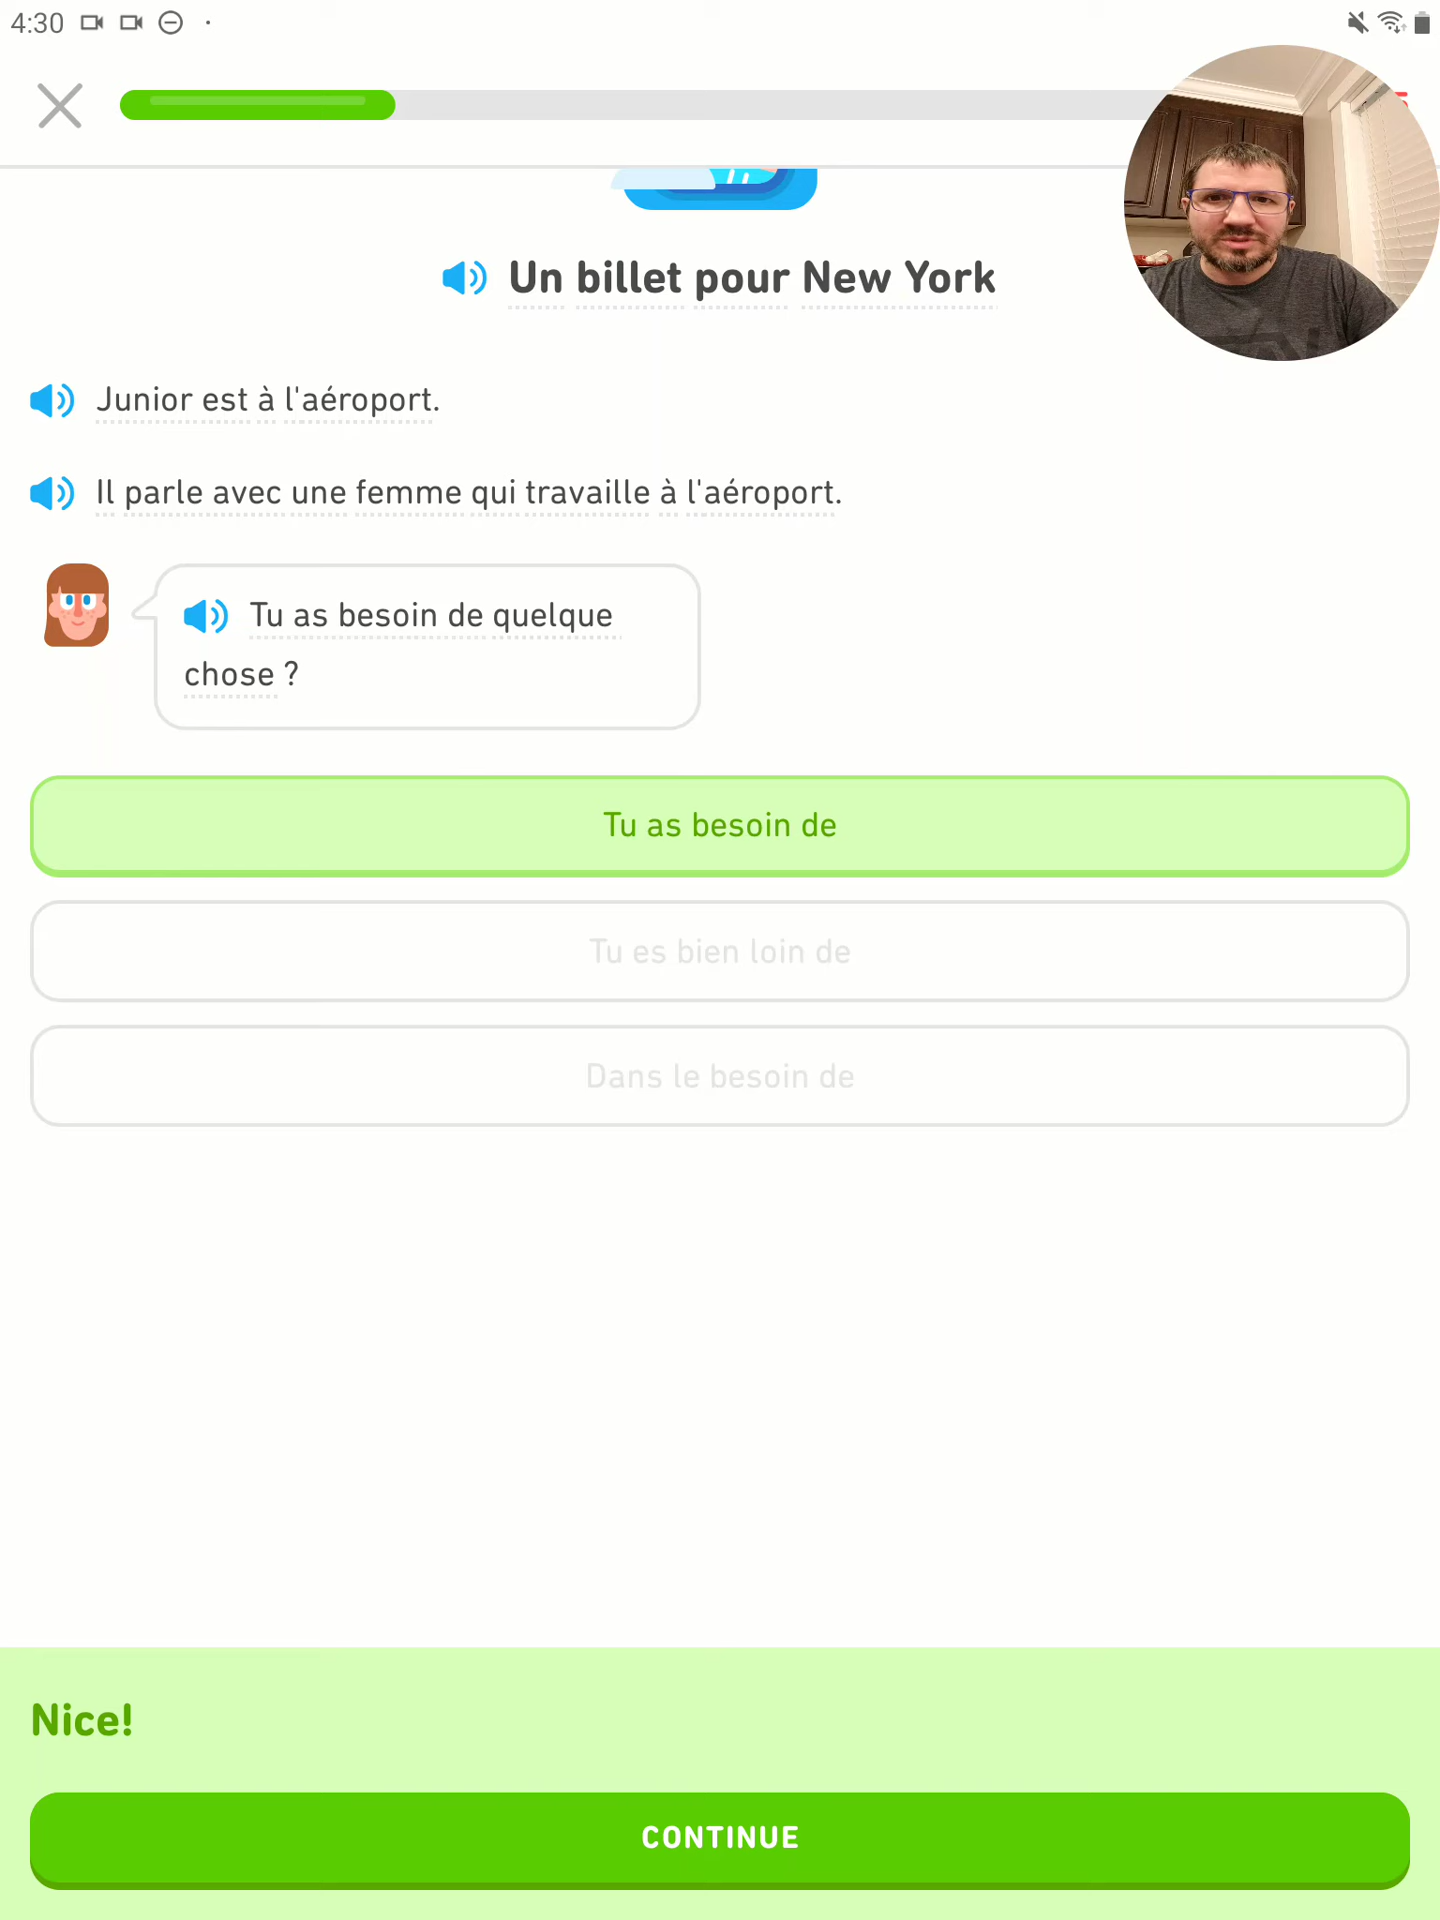 4:30
Un billet pour New York
Junior est à l'aéroport.
Il parle avec une femme qui travaille à l'aéroport.
Tu as besoin de quelque
chose ?
Tu as besoin de
Tu es bien loin de
Dans le besoin de
Nice!
CONTINUE